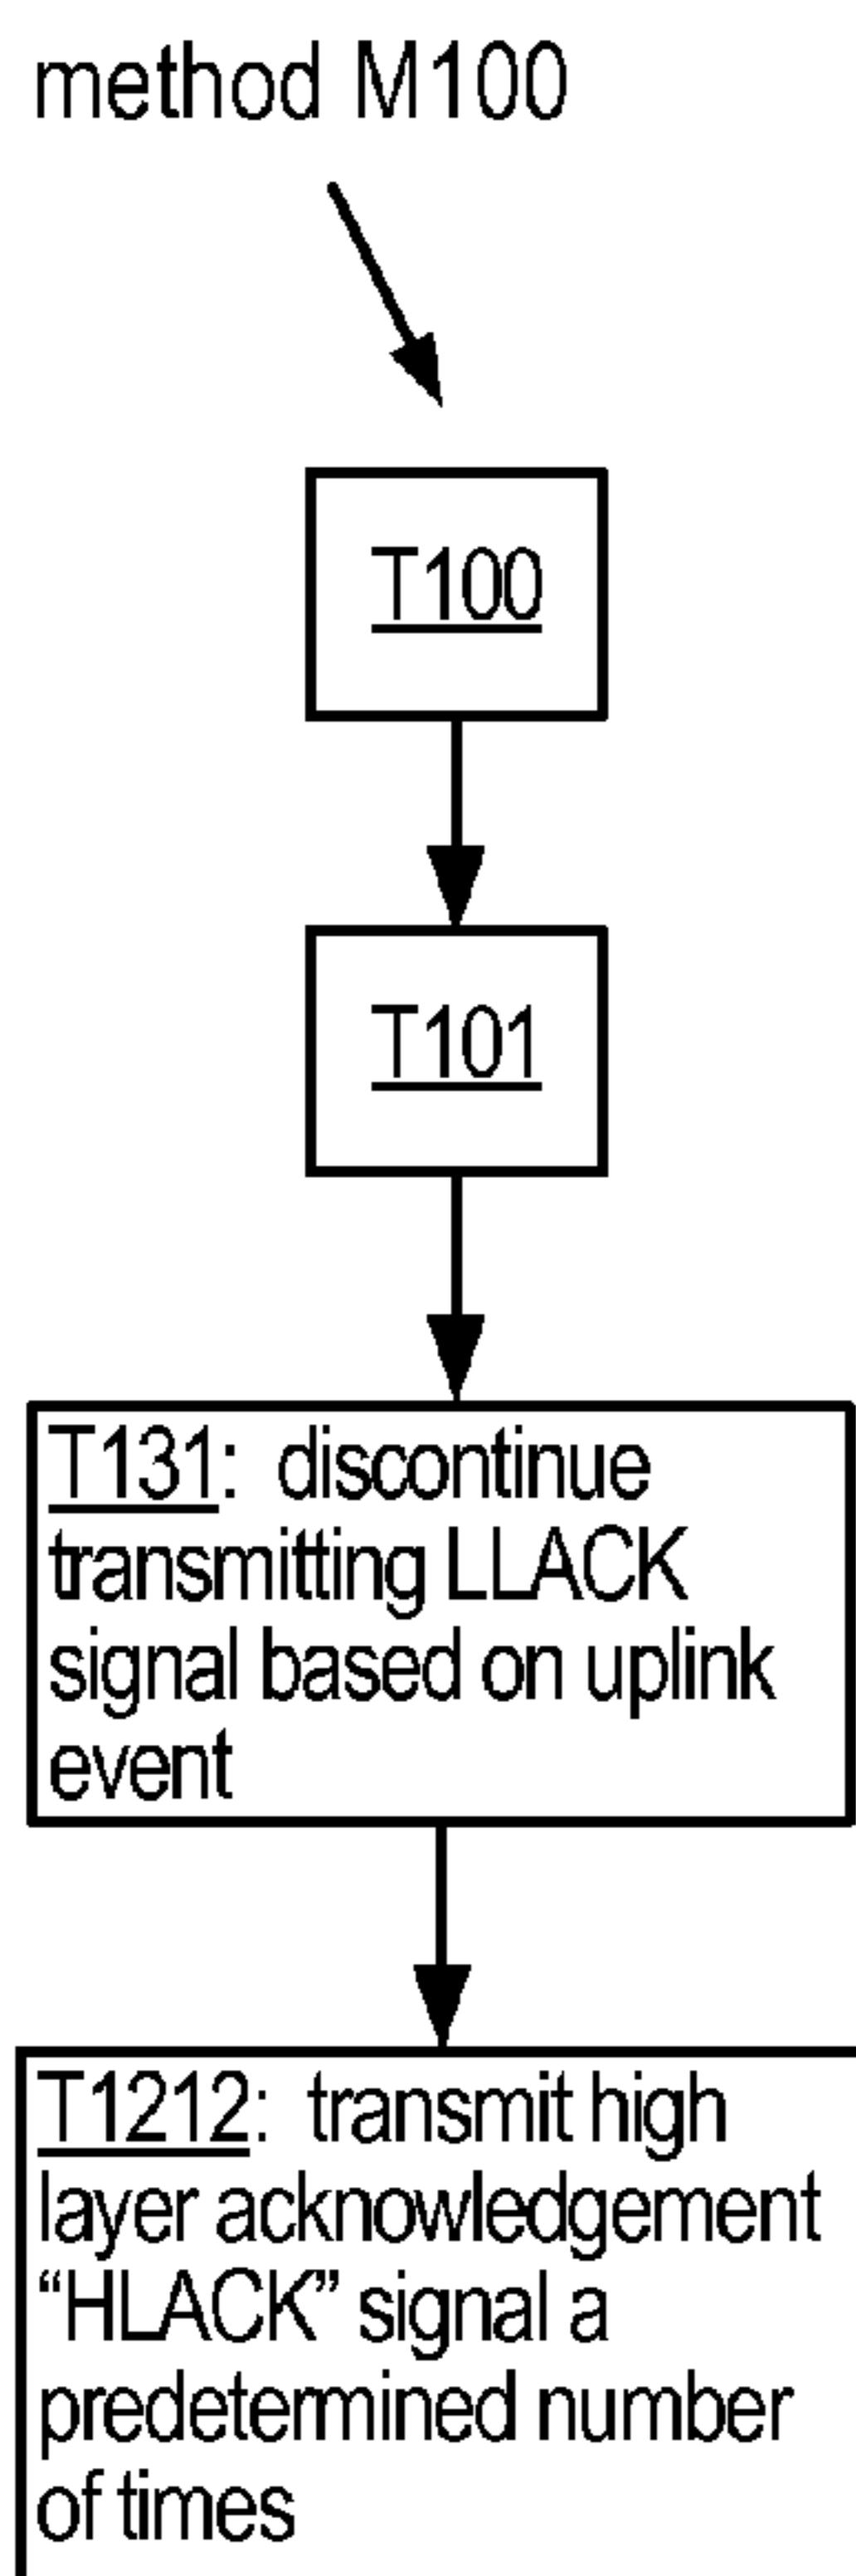 method M100
T100
T101
T131: discontinue
transmitting LLACK
signal based on uplink
event
T1212: transmit high
layer acknowledgement
“HLACK” signal a
predetermined number
of times